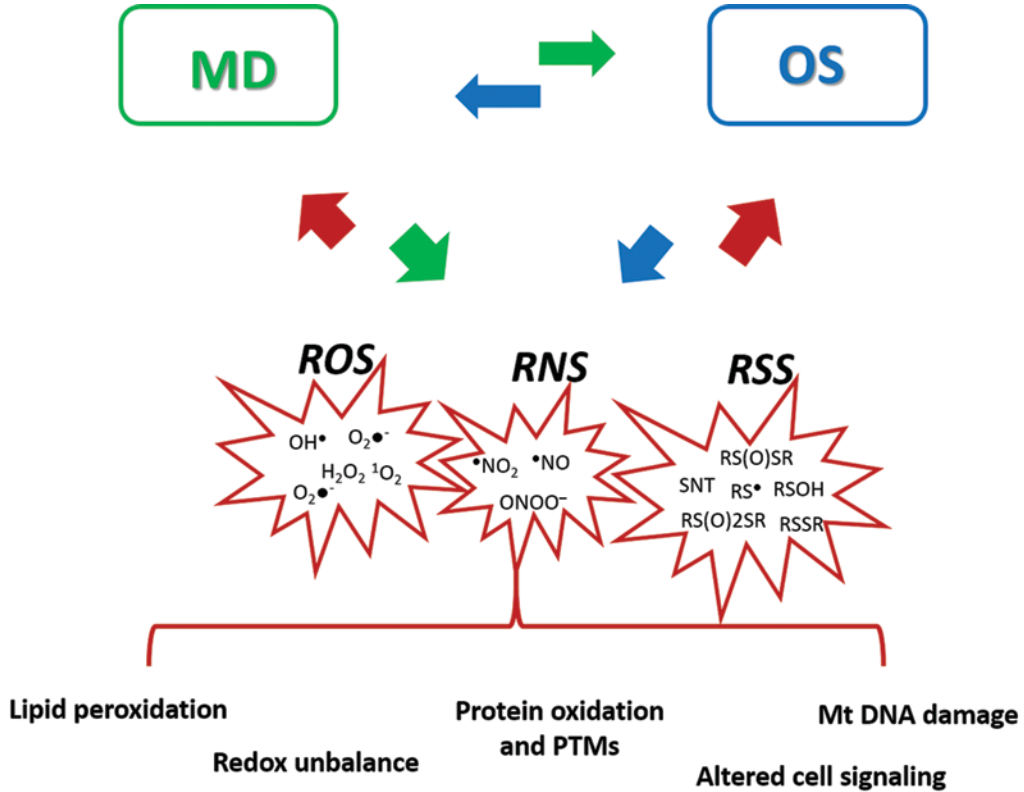 MD
OS
ROS
RNS
RSS
OH•
O₂●⁻
H₂O₂ ¹O₂
O₂●⁻
•NO₂
•NO
ONOO⁻
RS(O)SR
SNT
RS•
RSOH
RS(O)2SR
RSSR
Lipid peroxidation
Redox unbalance
Protein oxidation
and PTMs
Altered cell signaling
Mt DNA damage